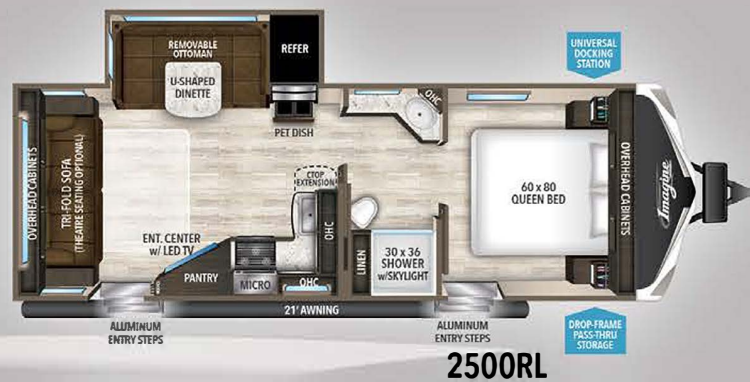 REMOVABLE
OTTOMAN
REFER
U-SHAPED
DINETTE
PET DISH
OHC
UNIVERSAL
DOCKING
STATION
OVERHEAD CABINETS
TRI-FOLD SOFA
(THEATRE SEATING OPTIONAL)
CTOP
EXTENSION
OHC
60 x 80
QUEEN BED
OVERHEAD CABINETS
Imagine
ENT. CENTER
w/ LED TV
PANTRY
MICRO
OHC
LINEN
30 x 36
SHOWER
w/SKYLIGHT
21' AWNING
ALUMINUM
ENTRY STEPS
ALUMINUM
ENTRY STEPS
DROP-FRAME
PASS-THRU
STORAGE
2500RL